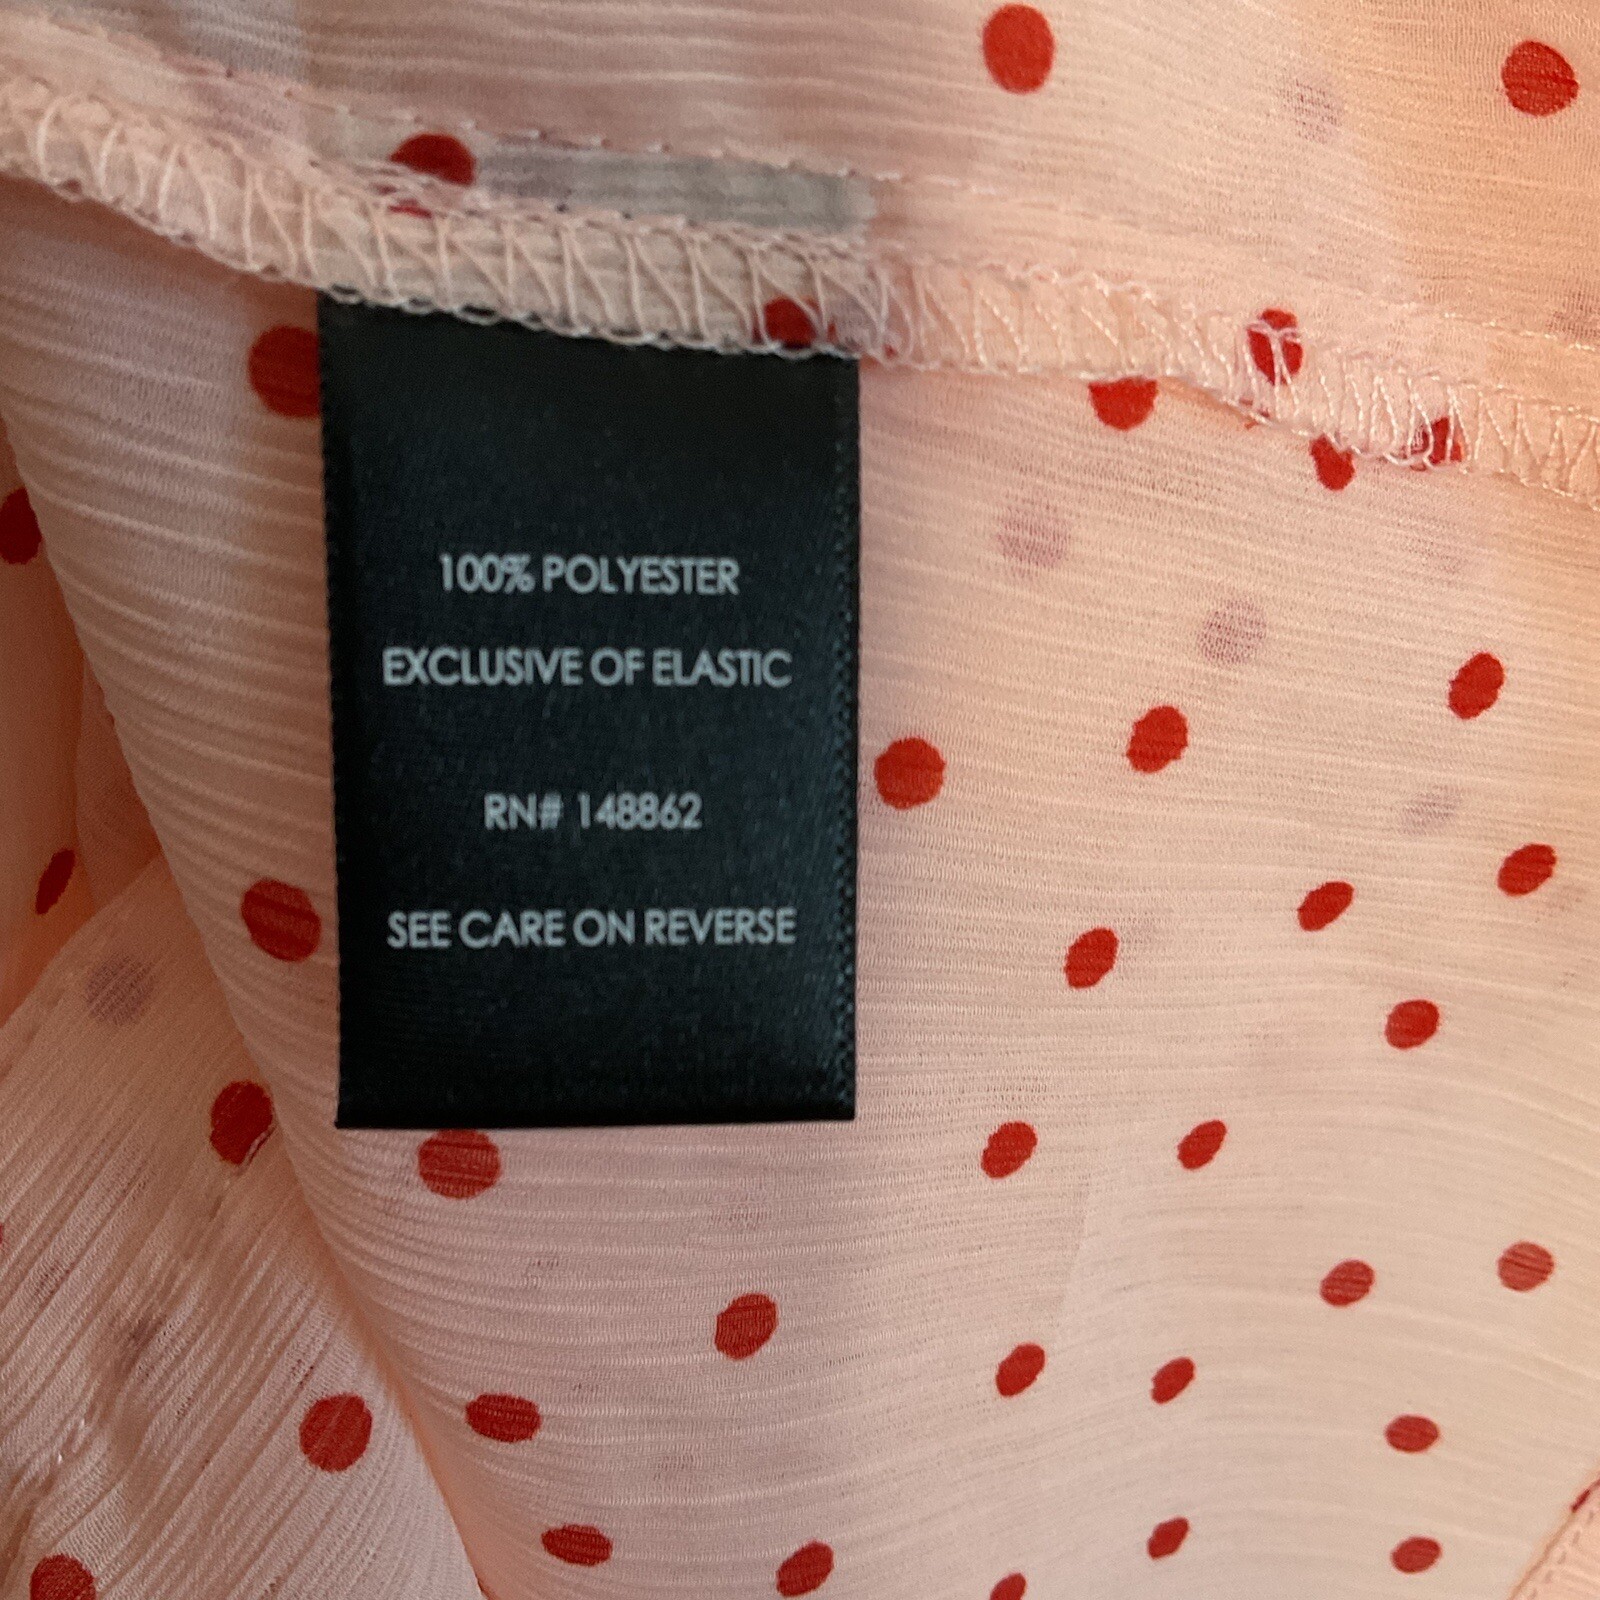 100% POLYESTER
EXCLUSIVE OF ELASTIC
RN# 148862
SEE CARE ON REVERSE